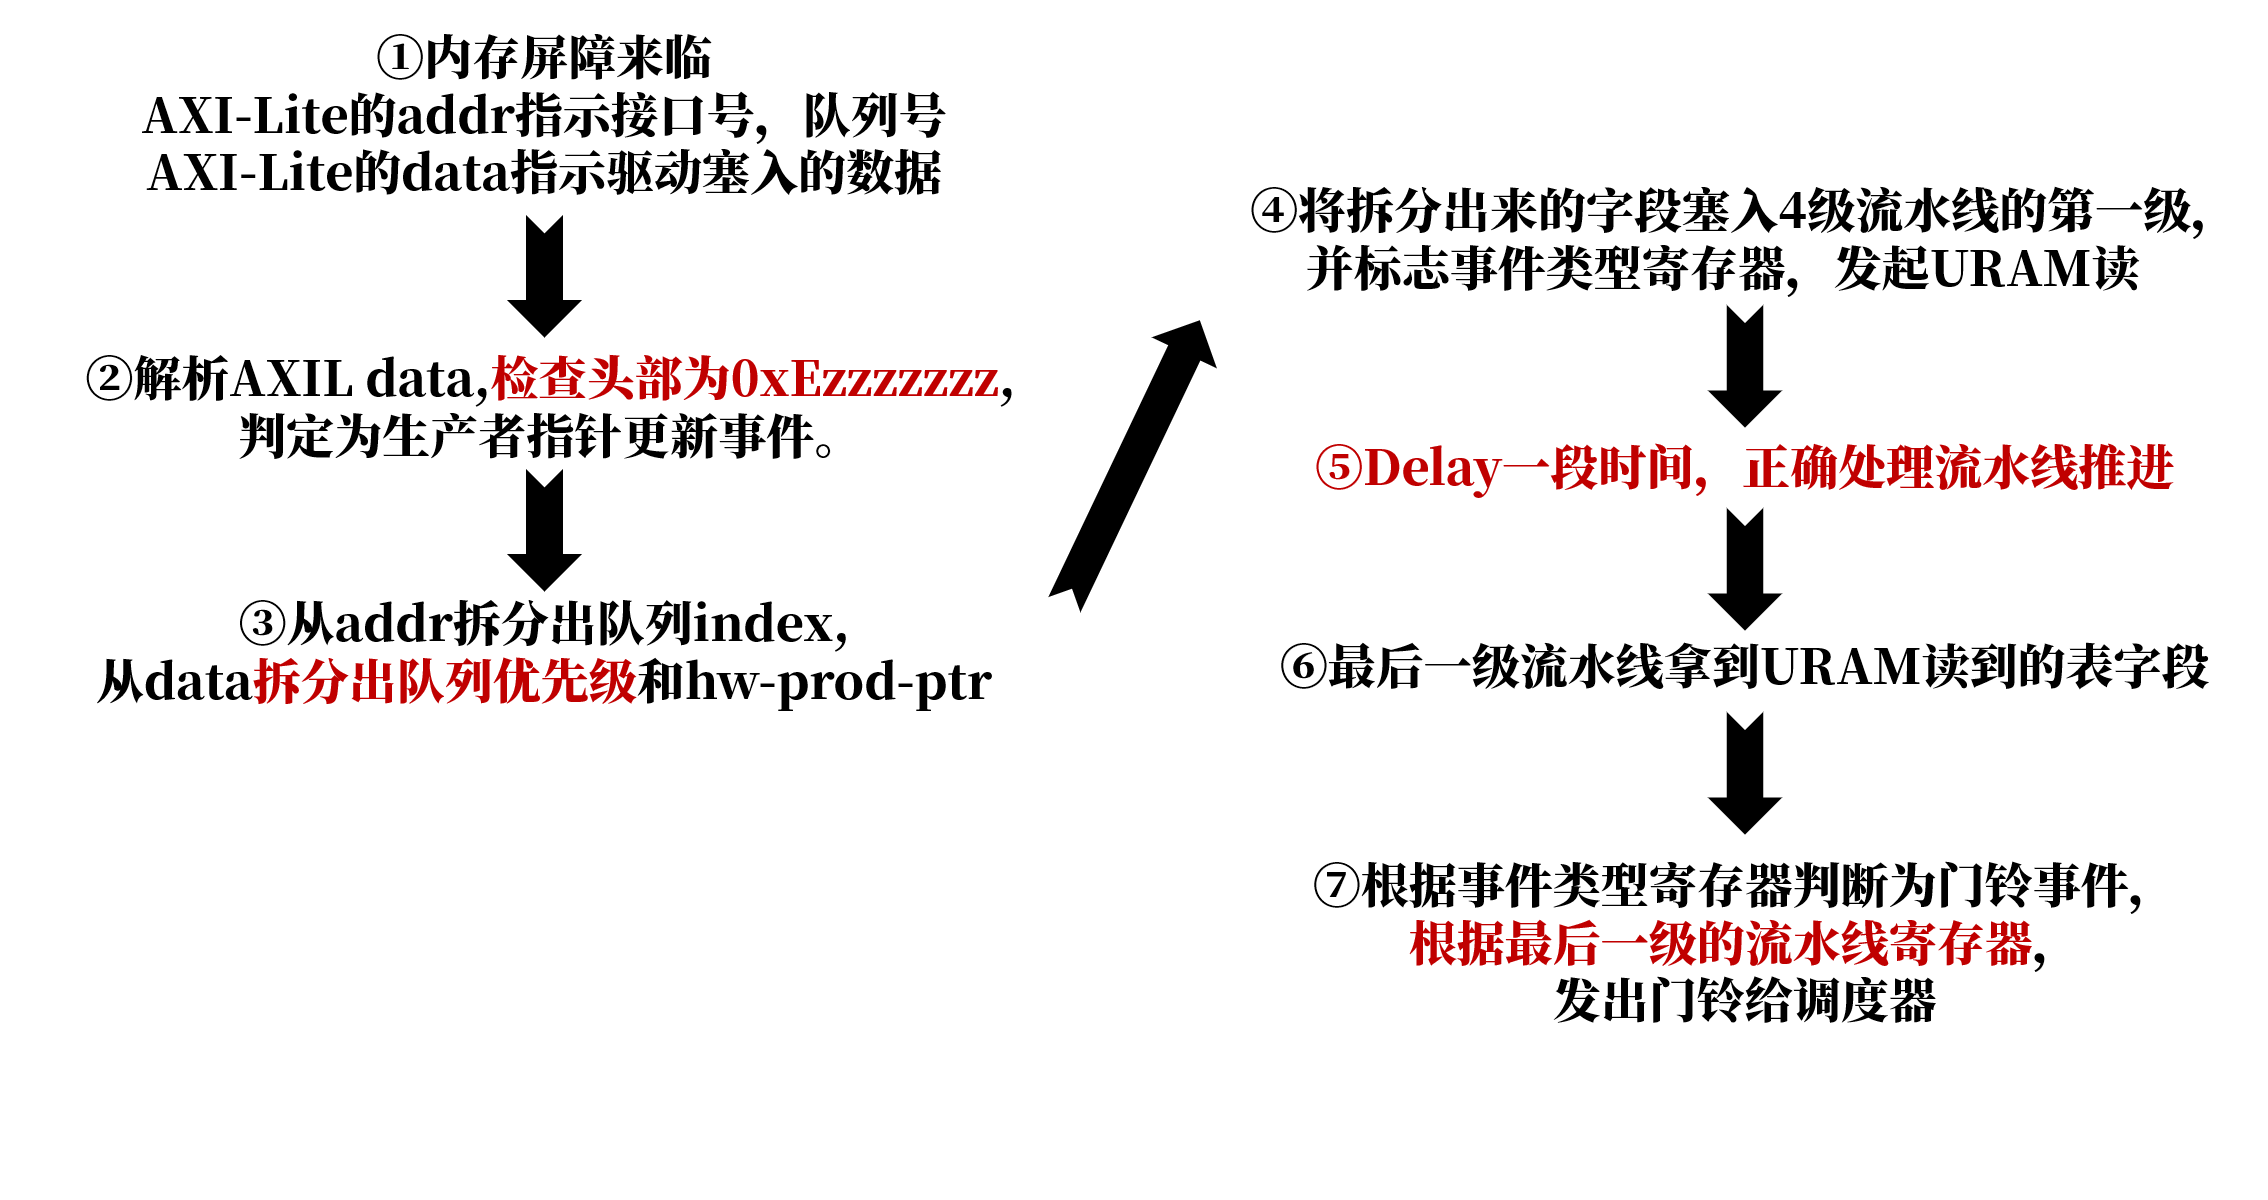 ①内存屏障来临
AXI-Lite的addr指示接口号，队列号
AXI-Lite的data指示驱动塞入的数据
②解析AXIL data,检查头部为0xEzzzzzzz,
判定为生产者指针更新事件。
③从addr拆分出队列index,
从data拆分出队列优先级和hw-prod-ptr
④将拆分出来的字段塞入4级流水线的第一级,
并标志事件类型寄存器，发起URAM读
⑤Delay一段时间，正确处理流水线推进
⑥最后一级流水线拿到URAM读到的表字段
⑦根据事件类型寄存器判断为门铃事件,
根据最后一级的流水线寄存器,
发出门铃给调度器